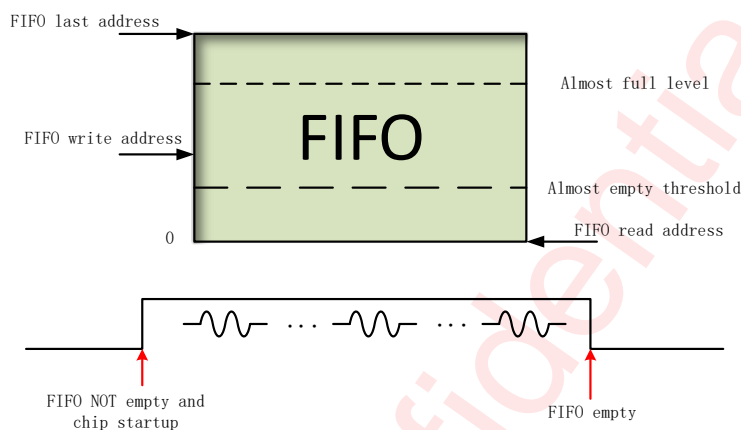 FIFO last address
Almost full level
FIFO
FIFO write address
Almost empty threshold
FIFO read address
0
... ...
FIFO NOT empty and
chip startup
FIFO empty
fidentia